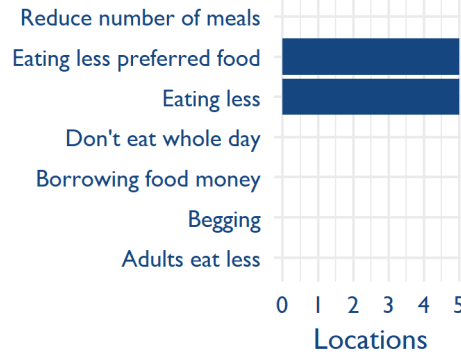 Reduce number of meals
Eating less preferred food
Eating less
Don't eat whole day
Borrowing food money
Begging
Adults eat less
0 1 2 3 4 5
Locations